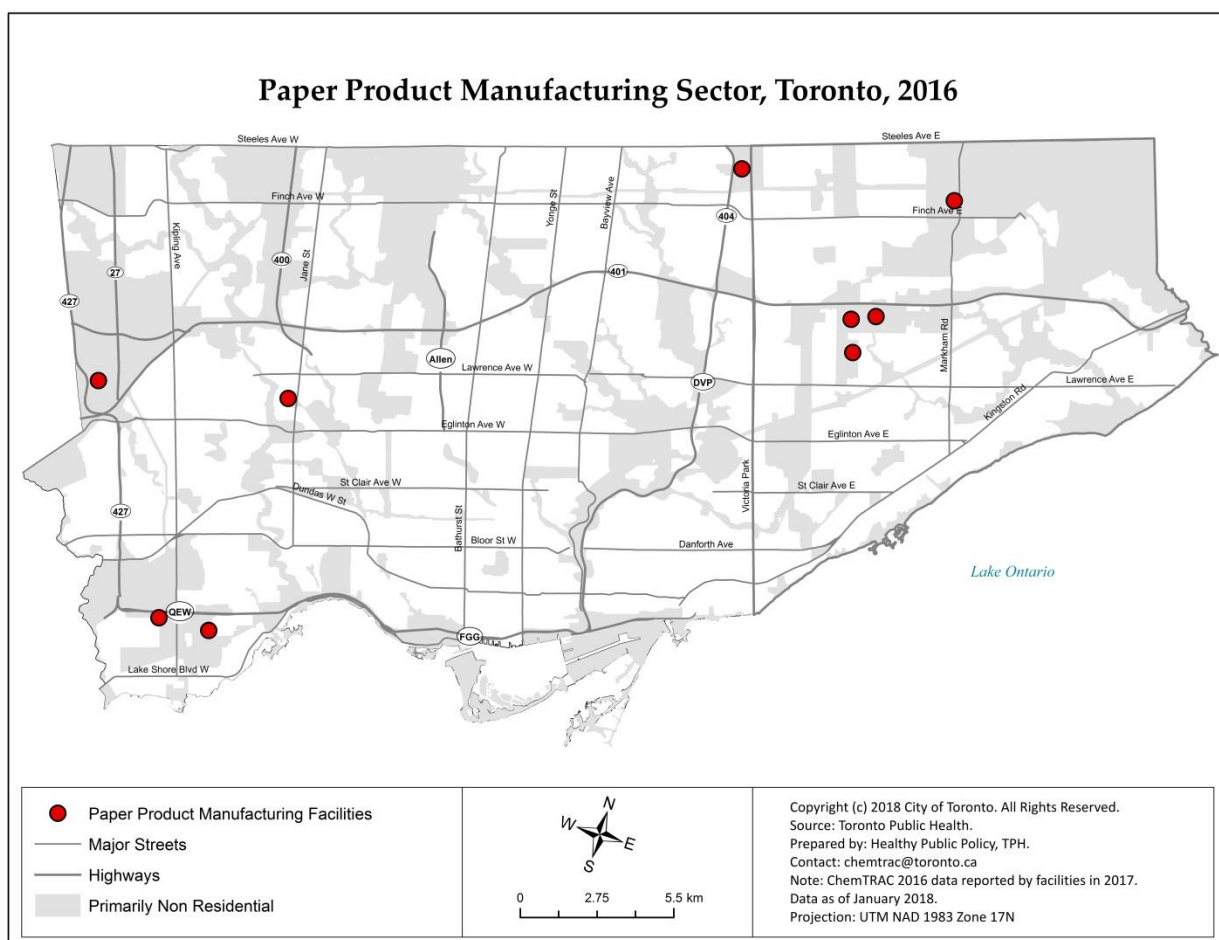 Paper Product Manufacturing Sector, Toronto, 2016
Steeles Ave W
Steeles Ave E
Finch Ave W
Finch Ave E
Kipling Ave
Jane St
Yonge St
Bayview Ave
Markham Rd
427
27
400
401
404
Allen
DVP
Lawrence Ave W
Lawrence Ave E
Kingston Rd
Eglinton Ave W
Eglinton Ave E
St Clair Ave W
St Clair Ave E
Dundas W St
Bathurst St
Victoria Park
427
Bloor St W
Danforth Ave
Lake Ontario
QEW
FGG
Lake Shore Blvd W
Paper Product Manufacturing Facilities
Major Streets
Highways
Primarily Non Residential
N
W
E
S
0 2.75 5.5 km
Copyright (c) 2018 City of Toronto. All Rights Reserved.
Source: Toronto Public Health.
Prepared by: Healthy Public Policy, TPH.
Contact: chemtrac@toronto.ca
Note: ChemTRAC 2016 data reported by facilities in 2017.
Data as of January 2018.
Projection: UTM NAD 1983 Zone 17N